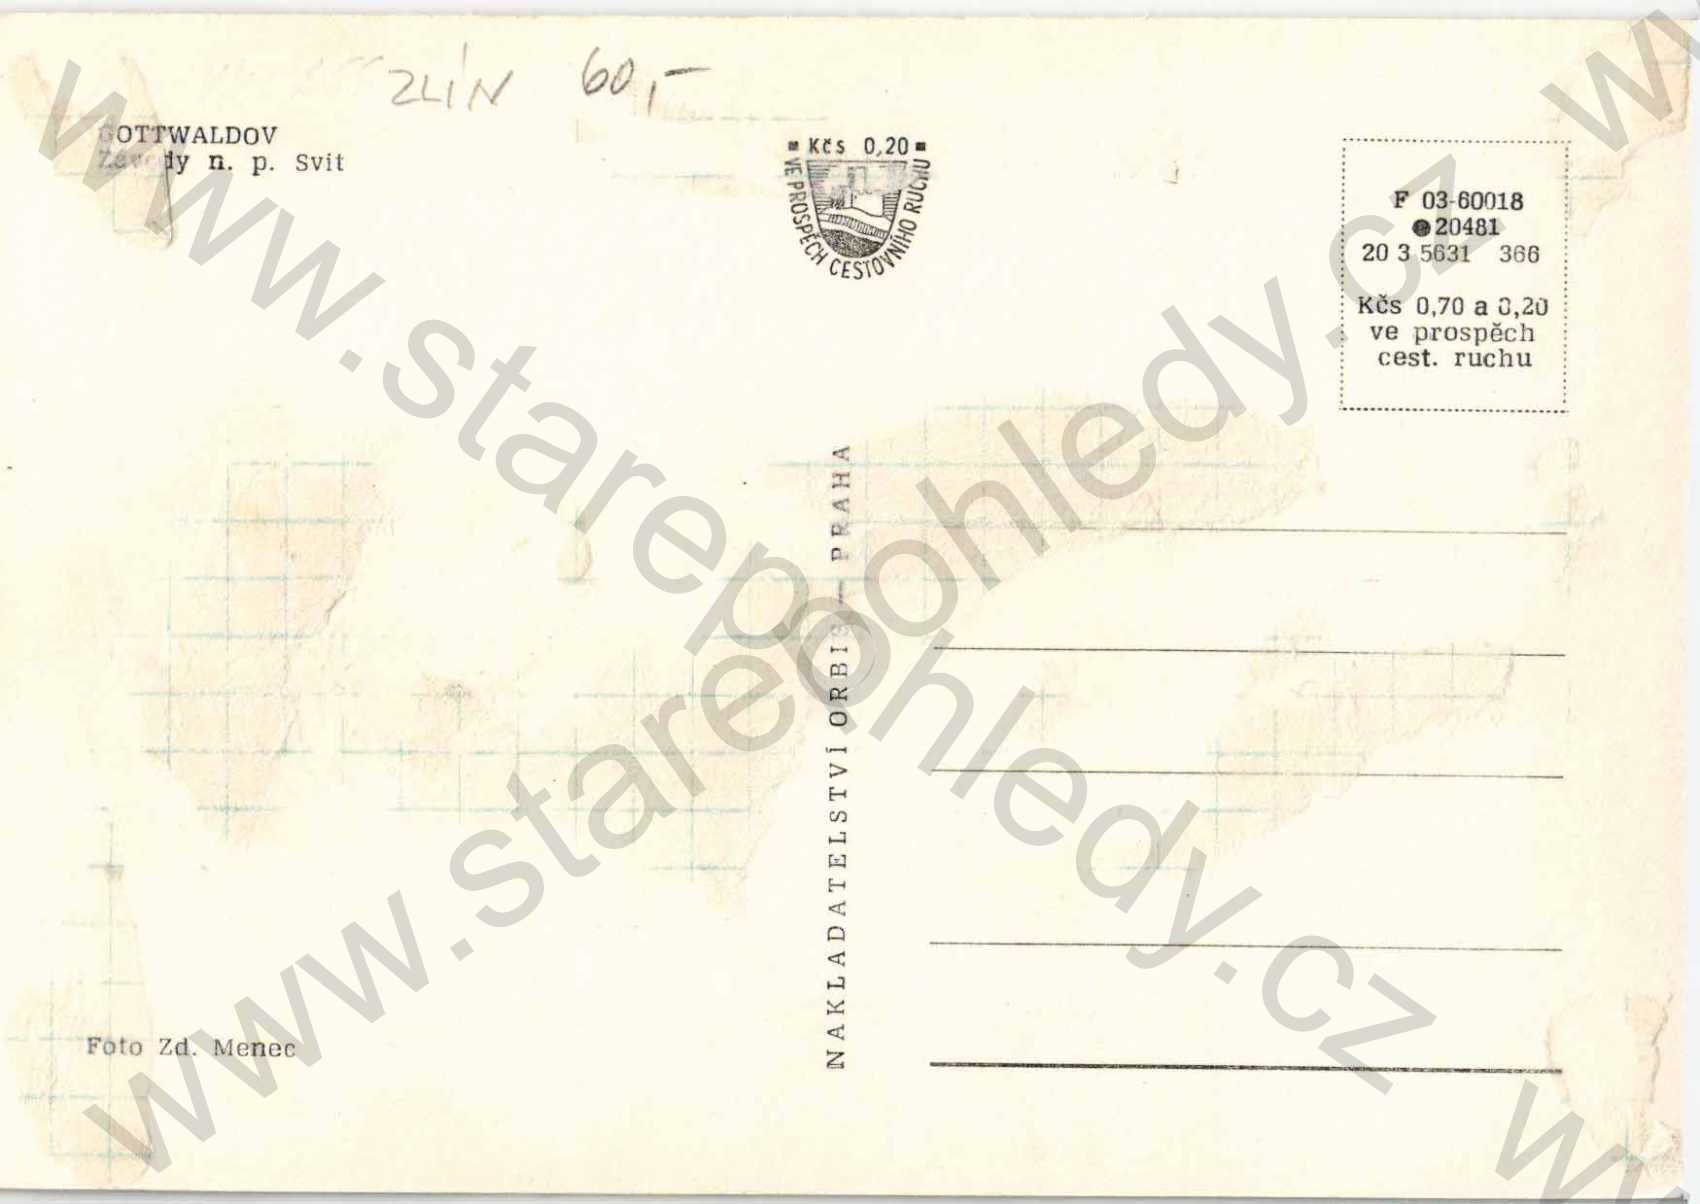 ZLÍN 60,-
GOTTWALDOV
Závody n. p. Svit
Kčs 0,20
VE PROSPĚCH CESTOVNÍHO RUCHU
F 03-60018
20481
20 3 5631 366
Kčs 0,70 a 0,20
ve prospěch
cest. ruchu
NAKLADATELSTVÍ ORBIS — PRAHA
Foto Zd. Menec
www.starepohledy.cz
www.starepohledy.cz